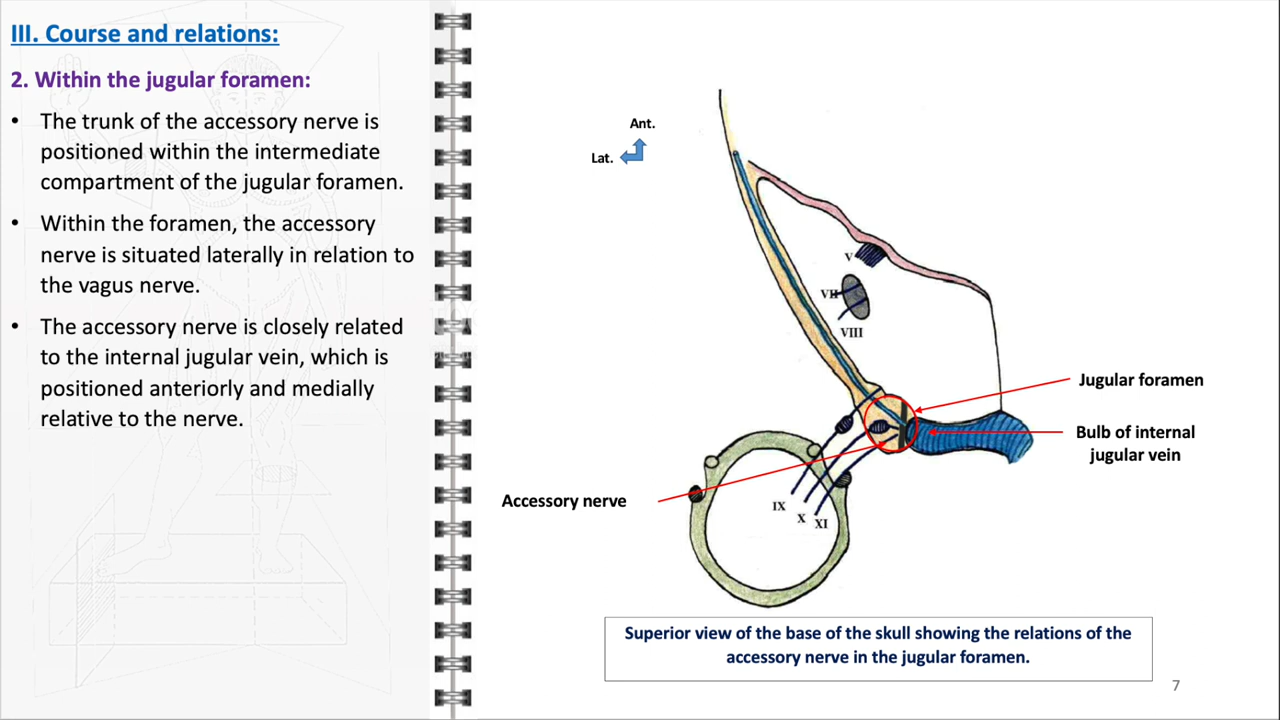 III. Course and relations:
2. Within the jugular foramen:
• The trunk of the accessory nerve is
positioned within the intermediate
compartment of the jugular foramen.
• Within the foramen, the accessory
nerve is situated laterally in relation to
the vagus nerve.
• The accessory nerve is closely related
to the internal jugular vein, which is
positioned anteriorly and medially
relative to the nerve.
Ant.
Lat.
V
VII
VIII
Jugular foramen
Bulb of internal
jugular vein
Accessory nerve
IX
X
XI
Superior view of the base of the skull showing the relations of the
accessory nerve in the jugular foramen.
7